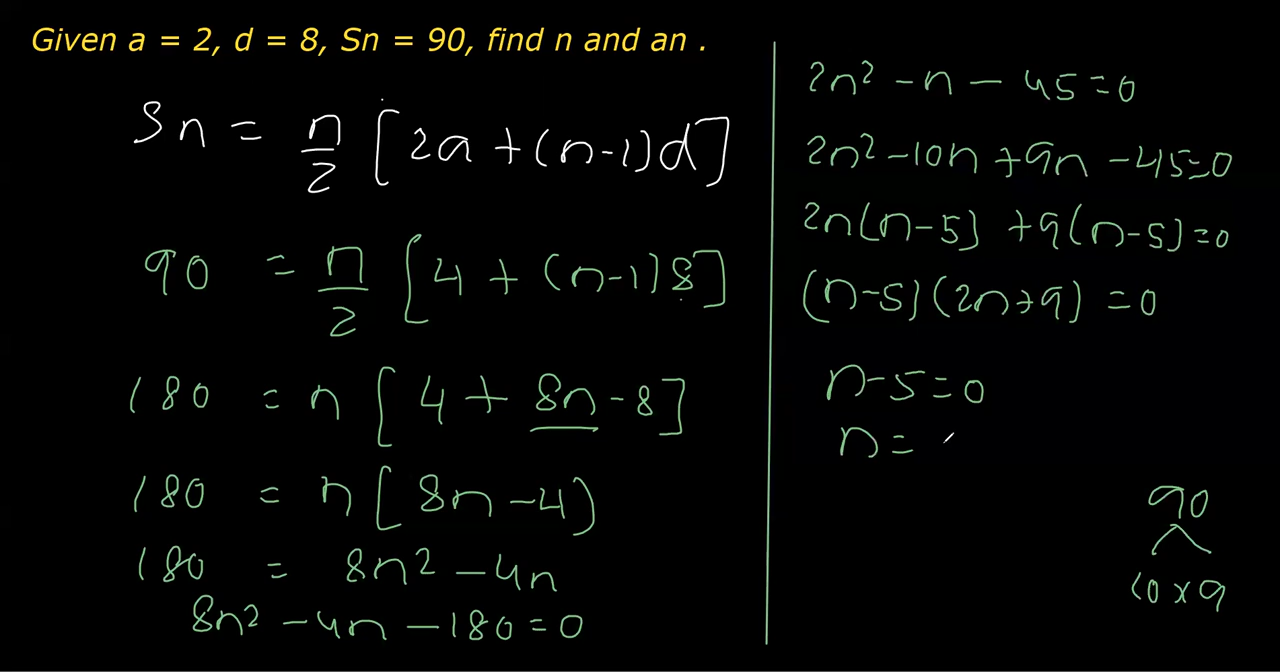 Given a = 2, d = 8, Sn = 90, find n and an .
Sn = n/2 [2a + (n-1)d]
90 = n/2 [4 + (n-1)8]
180 = n [4 + 8n - 8]
180 = n [8n - 4)
180 = 8n² - 4n
8n² - 4n - 180 = 0
2n² - n - 45 = 0
2n² - 10n + 9n - 45 = 0
2n(n-5) + 9(n-5) = 0
(n-5)(2n+9) = 0
n-5 = 0
n =
90
10 x 9